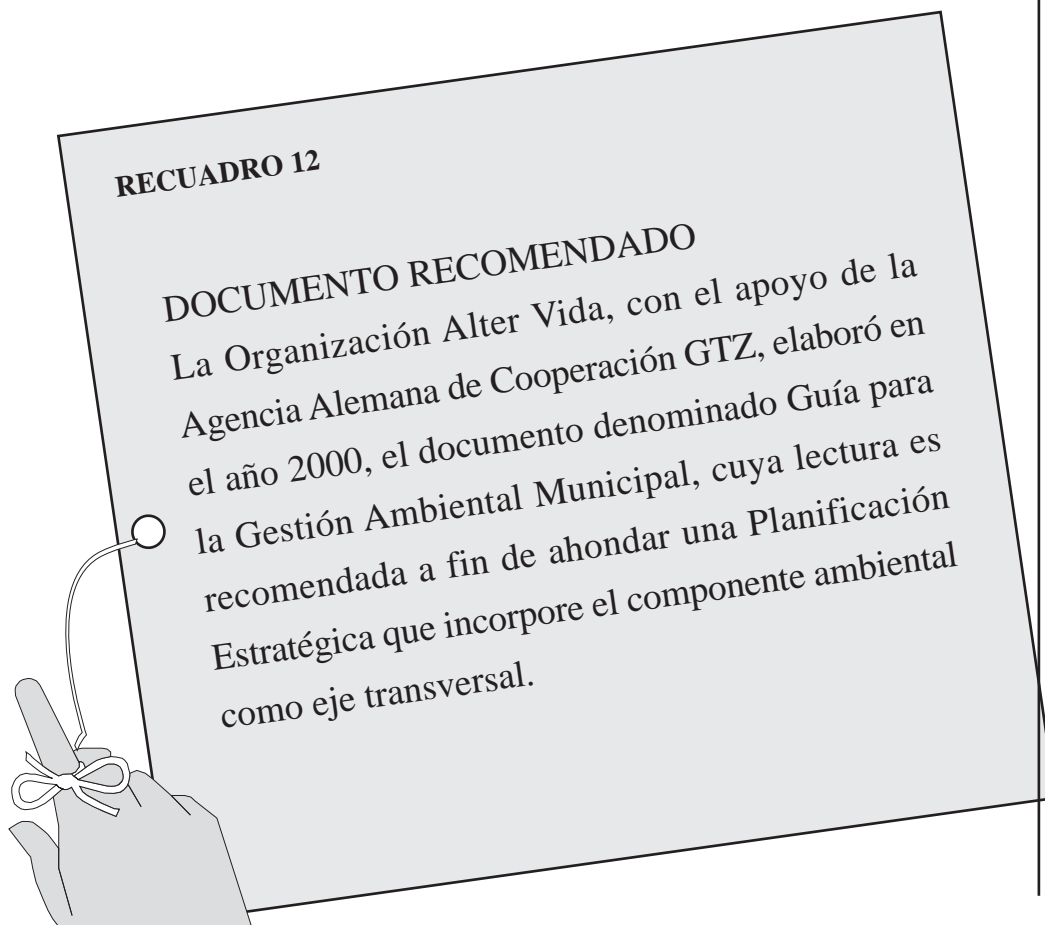 RECUADRO 12
DOCUMENTO RECOMENDADO
La Organización Alter Vida, con el apoyo de la
Agencia Alemana de Cooperación GTZ, elaboró en
el año 2000, el documento denominado Guía para
la Gestión Ambiental Municipal, cuya lectura es
recomendada a fin de ahondar una Planificación
Estratégica que incorpore el componente ambiental
como eje transversal.